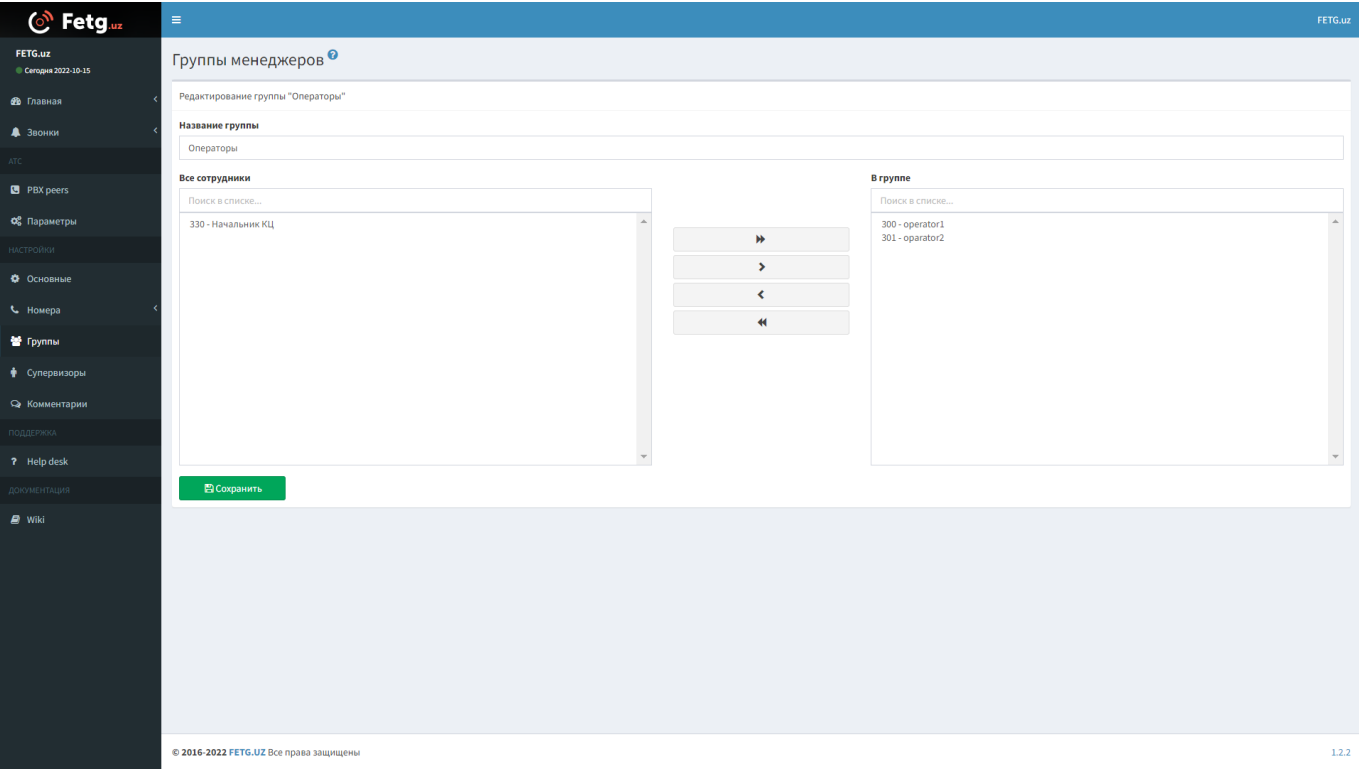 Fetg.uz
FETG.uz
FETG.uz
Сегодня 2022-10-15
Главная
Звонки
АТС
PBX peers
Параметры
НАСТРОЙКИ
Основные
Номера
Группы
Супервизоры
Комментарии
ПОДДЕРЖКА
Help desk
ДОКУМЕНТАЦИЯ
Wiki
Группы менеджеров
Редактирование группы "Операторы"
Название группы
Операторы
Все сотрудники
Поиск в списке...
330 - Начальник КЦ
В группе
Поиск в списке...
300 - operator1
301 - oparator2
Сохранить
© 2016-2022 FETG.UZ Все права защищены
1.2.2